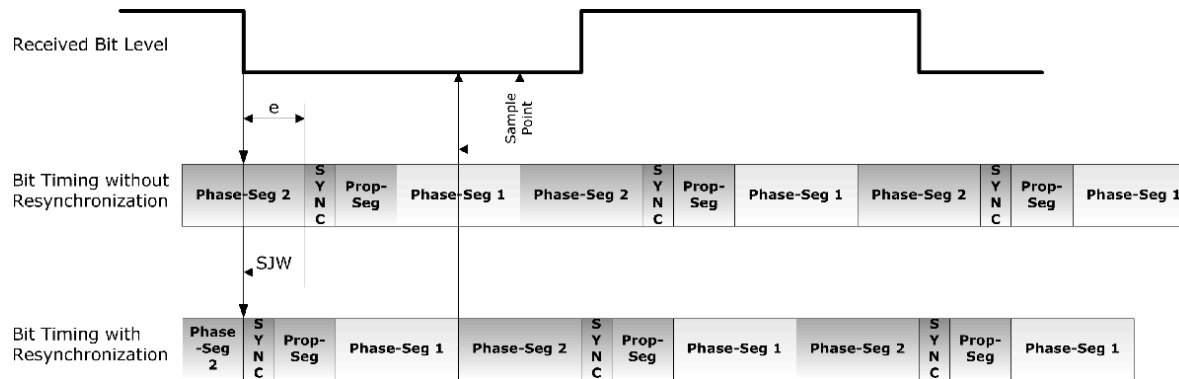 Received Bit Level
e
Sample
Point
Bit Timing without
Resynchronization
Phase-Seg 2
S
Y
N
C
Prop-
Seg
Phase-Seg 1
Phase-Seg 2
S
Y
N
C
Prop-
Seg
Phase-Seg 1
Phase-Seg 2
S
Y
N
C
Prop-
Seg
Phase-Seg 1
SJW
Bit Timing with
Resynchronization
Phase
-Seg
2
S
Y
N
C
Prop-
Seg
Phase-Seg 1
Phase-Seg 2
S
Y
N
C
Prop-
Seg
Phase-Seg 1
Phase-Seg 2
S
Y
N
C
Prop-
Seg
Phase-Seg 1